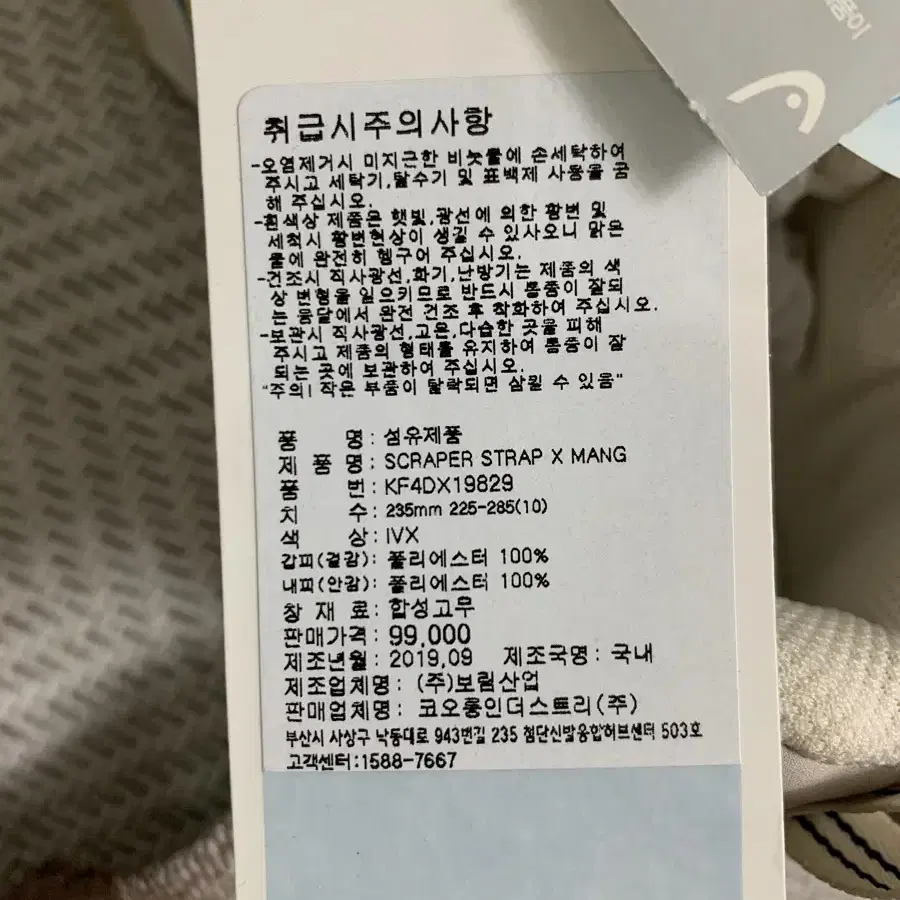 품이
취급시주의사항
-오염제거시 미지근한 비눗물에 손세탁하여
주시고 세탁기,탈수기 및 표백제 사용을 금
해 주십시오.
-흰색상 제품은 햇빛,광선에 의한 황변 및
세척시 황변현상이 생길 수 있사오니 맑은
물에 완전히 헹구어 주십시오.
-건조시 직사광선,화기,난방기는 제품의 색
상 변형을 일으키므로 반드시 통풍이 잘되
는 응달에서 완전 건조 후 착화하여 주십시오.
-보관시 직사광선,고온,다습한 곳을 피해
주시고 제품의 형태를 유지하여 통풍이 잘
되는 곳에 보관하여 주십시오.
"주의! 작은 부품이 탈락되면 삼킬 수 있음"
품 명 : 섬유제품
제 품 명 : SCRAPER STRAP X MANG
품 번 : KF4DX19829
치 수 : 235mm 225-285(10)
색 상 : IVX
갑피(겉감) : 폴리에스터 100%
내피(안감) : 폴리에스터 100%
창 재 료 : 합성고무
판매가격 : 99,000
제조년월 : 2019,09 제조국명 : 국내
제조업체명 : (주)보림산업
판매업체명 : 코오롱인더스트리(주)
부산시 사상구 낙동대로 943번길 235 첨단신발융합허브센터 503호
고객센터:1588-7667